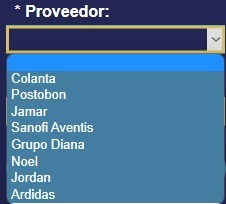 * Proveedor:
Colanta
Postobon
Jamar
Sanofi Aventis
Grupo Diana
Noel
Jordan
Ardidas